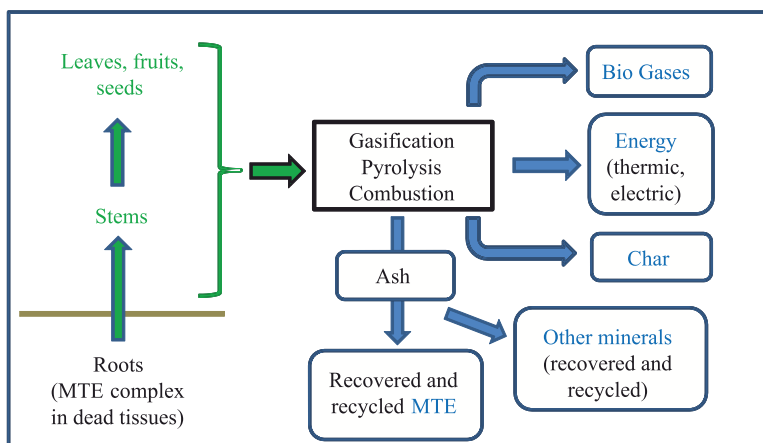 Leaves, fruits,
seeds
Stems
Roots
(MTE complex
in dead tissues)
Gasification
Pyrolysis
Combustion
Ash
Recovered and
recycled MTE
Bio Gases
Energy
(thermic,
electric)
Char
Other minerals
(recovered and
recycled)